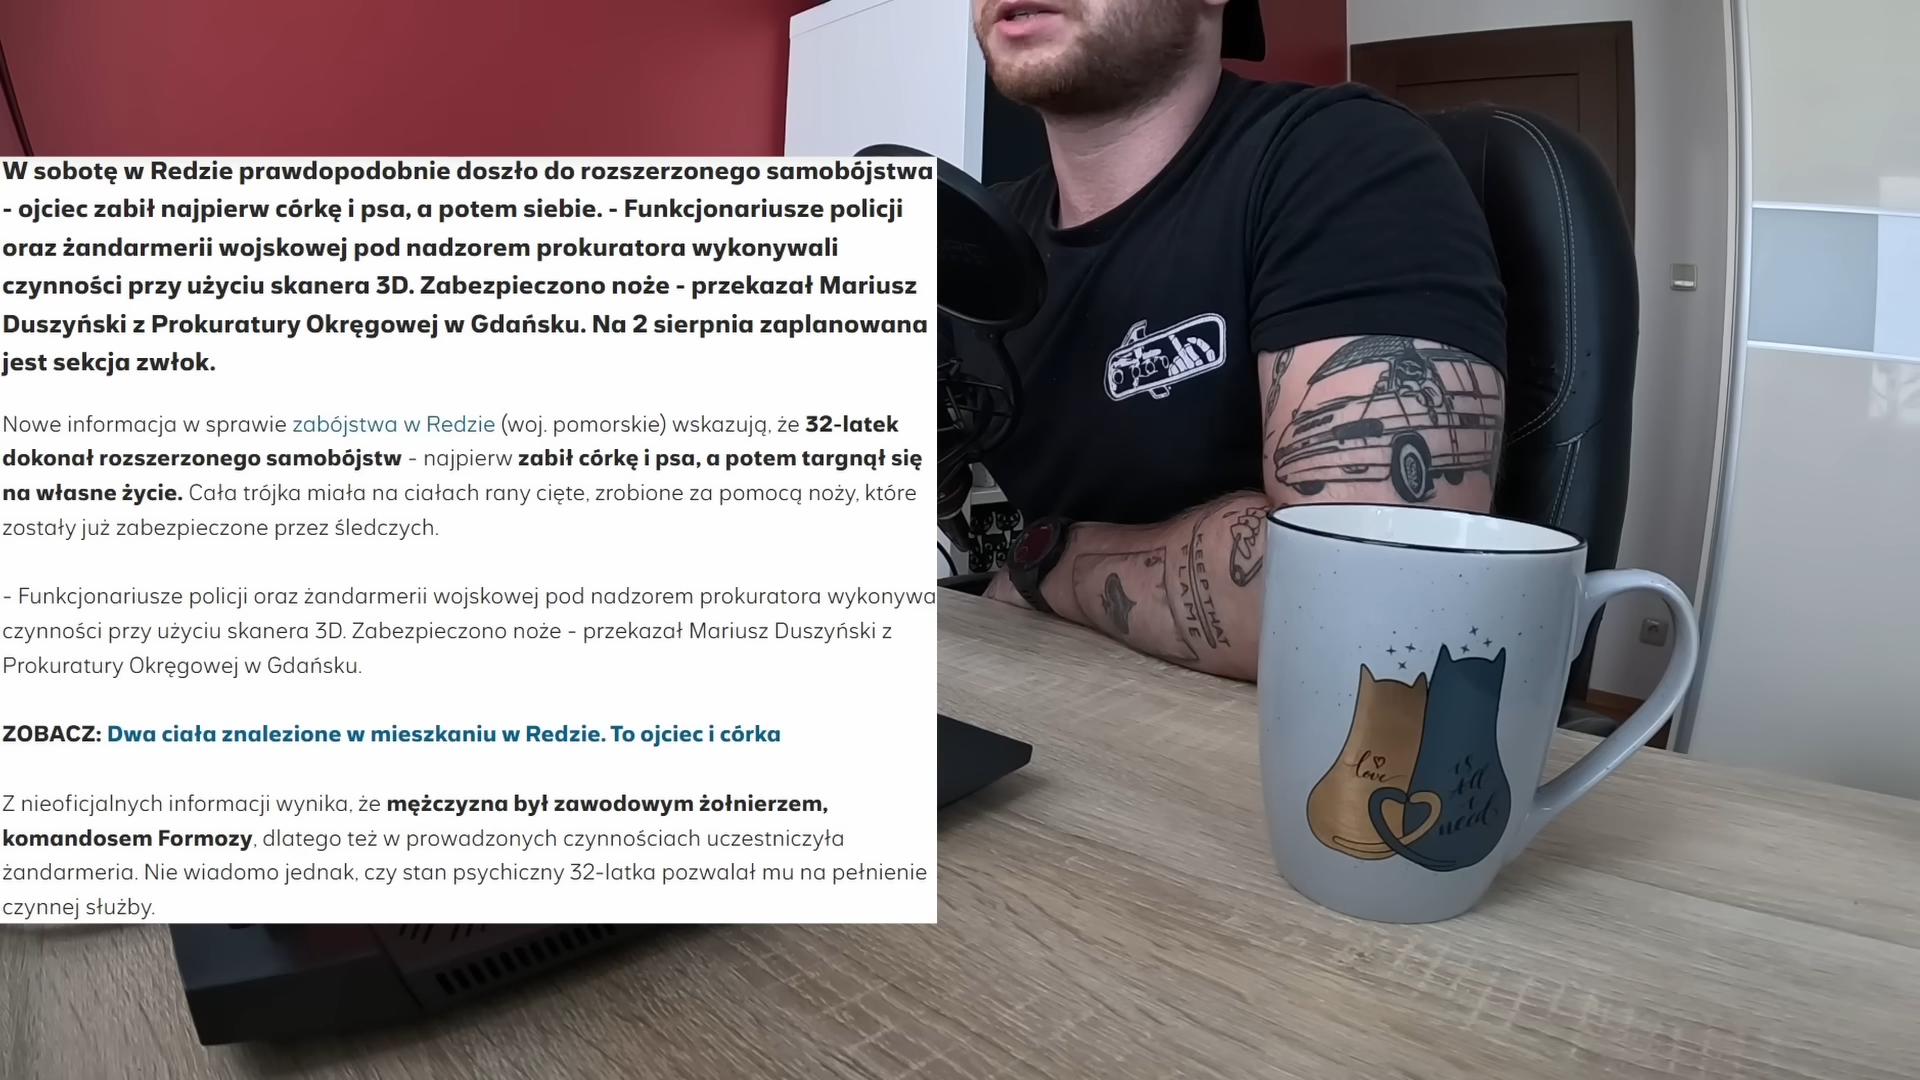 W sobotę w Redzie prawdopodobnie doszło do rozszerzonego samobójstwa
- ojciec zabił najpierw córkę i psa, a potem siebie. - Funkcjonariusze policji
oraz żandarmerii wojskowej pod nadzorem prokuratora wykonywali
czynności przy użyciu skanera 3D. Zabezpieczono noże - przekazał Mariusz
Duszyński z Prokuratury Okręgowej w Gdańsku. Na 2 sierpnia zaplanowana
jest sekcja zwłok.
Nowe informacja w sprawie zabójstwa w Redzie (woj. pomorskie) wskazują, że 32-latek
dokonał rozszerzonego samobójstw - najpierw zabił córkę i psa, a potem targnął się
na własne życie. Cała trójka miała na ciałach rany cięte, zrobione za pomocą noży, które
zostały już zabezpieczone przez śledczych.
- Funkcjonariusze policji oraz żandarmerii wojskowej pod nadzorem prokuratora wykonywa
czynności przy użyciu skanera 3D. Zabezpieczono noże - przekazał Mariusz Duszyński z
Prokuratury Okręgowej w Gdańsku.
ZOBACZ: Dwa ciała znalezione w mieszkaniu w Redzie. To ojciec i córka
Z nieoficjalnych informacji wynika, że mężczyzna był zawodowym żołnierzem,
komandosem Formozy, dlatego też w prowadzonych czynnościach uczestniczyła
żandarmeria. Nie wiadomo jednak, czy stan psychiczny 32-latka pozwalał mu na pełnienie
czynnej służby.
KEEP THAT
FLAME
love
is
All
I
need